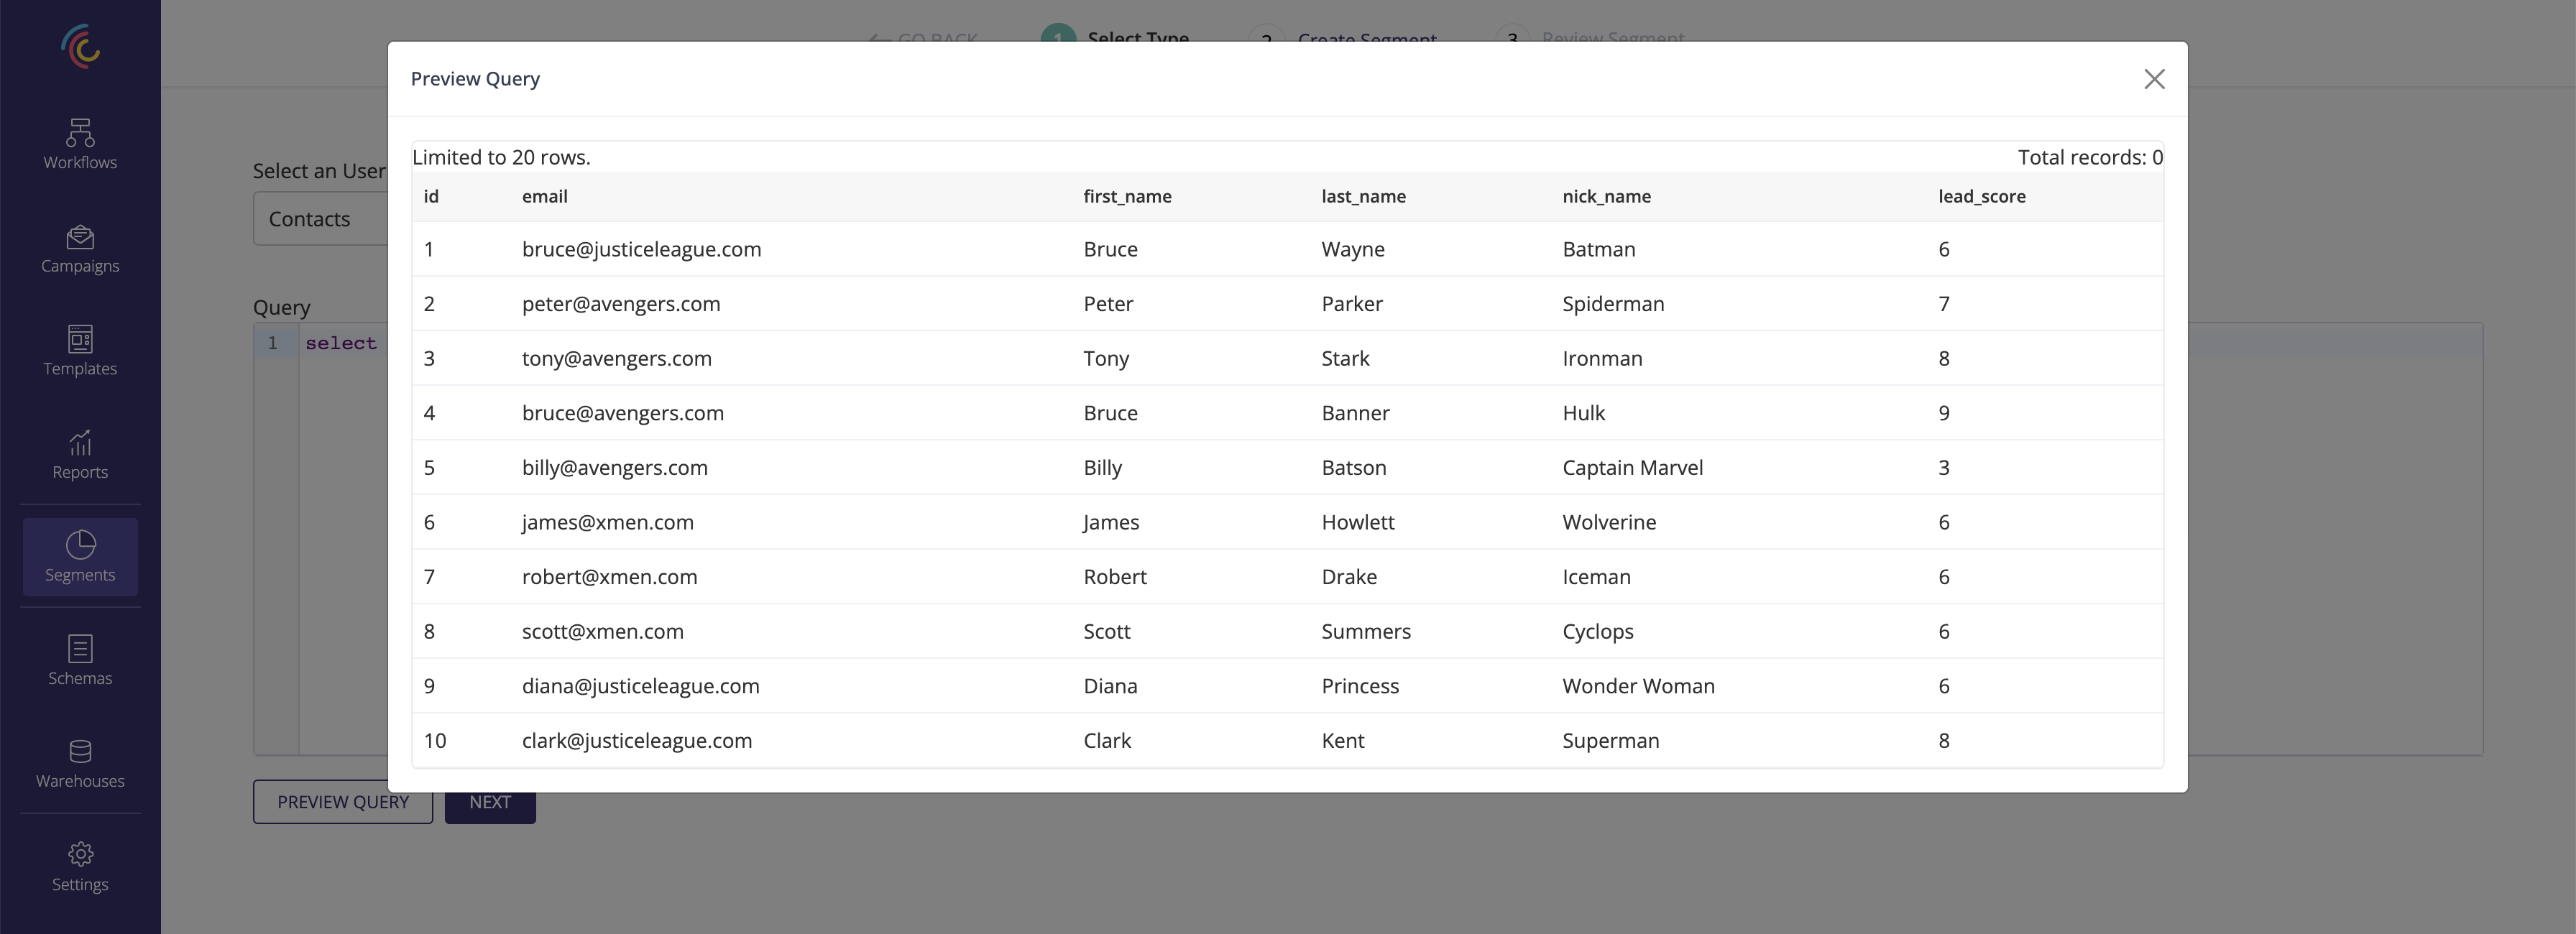 GO BACK 1 Select Type 2 Create Segment 3 Review Segment
Preview Query
Workflows
Campaigns
Templates
Reports
Segments
Schemas
Warehouses
Settings
Select an User
Contacts
Query
1 select
Limited to 20 rows. Total records: 0
id email first_name last_name nick_name lead_score
1 bruce@justiceleague.com Bruce Wayne Batman 6
2 peter@avengers.com Peter Parker Spiderman 7
3 tony@avengers.com Tony Stark Ironman 8
4 bruce@avengers.com Bruce Banner Hulk 9
5 billy@avengers.com Billy Batson Captain Marvel 3
6 james@xmen.com James Howlett Wolverine 6
7 robert@xmen.com Robert Drake Iceman 6
8 scott@xmen.com Scott Summers Cyclops 6
9 diana@justiceleague.com Diana Princess Wonder Woman 6
10 clark@justiceleague.com Clark Kent Superman 8
PREVIEW QUERY NEXT